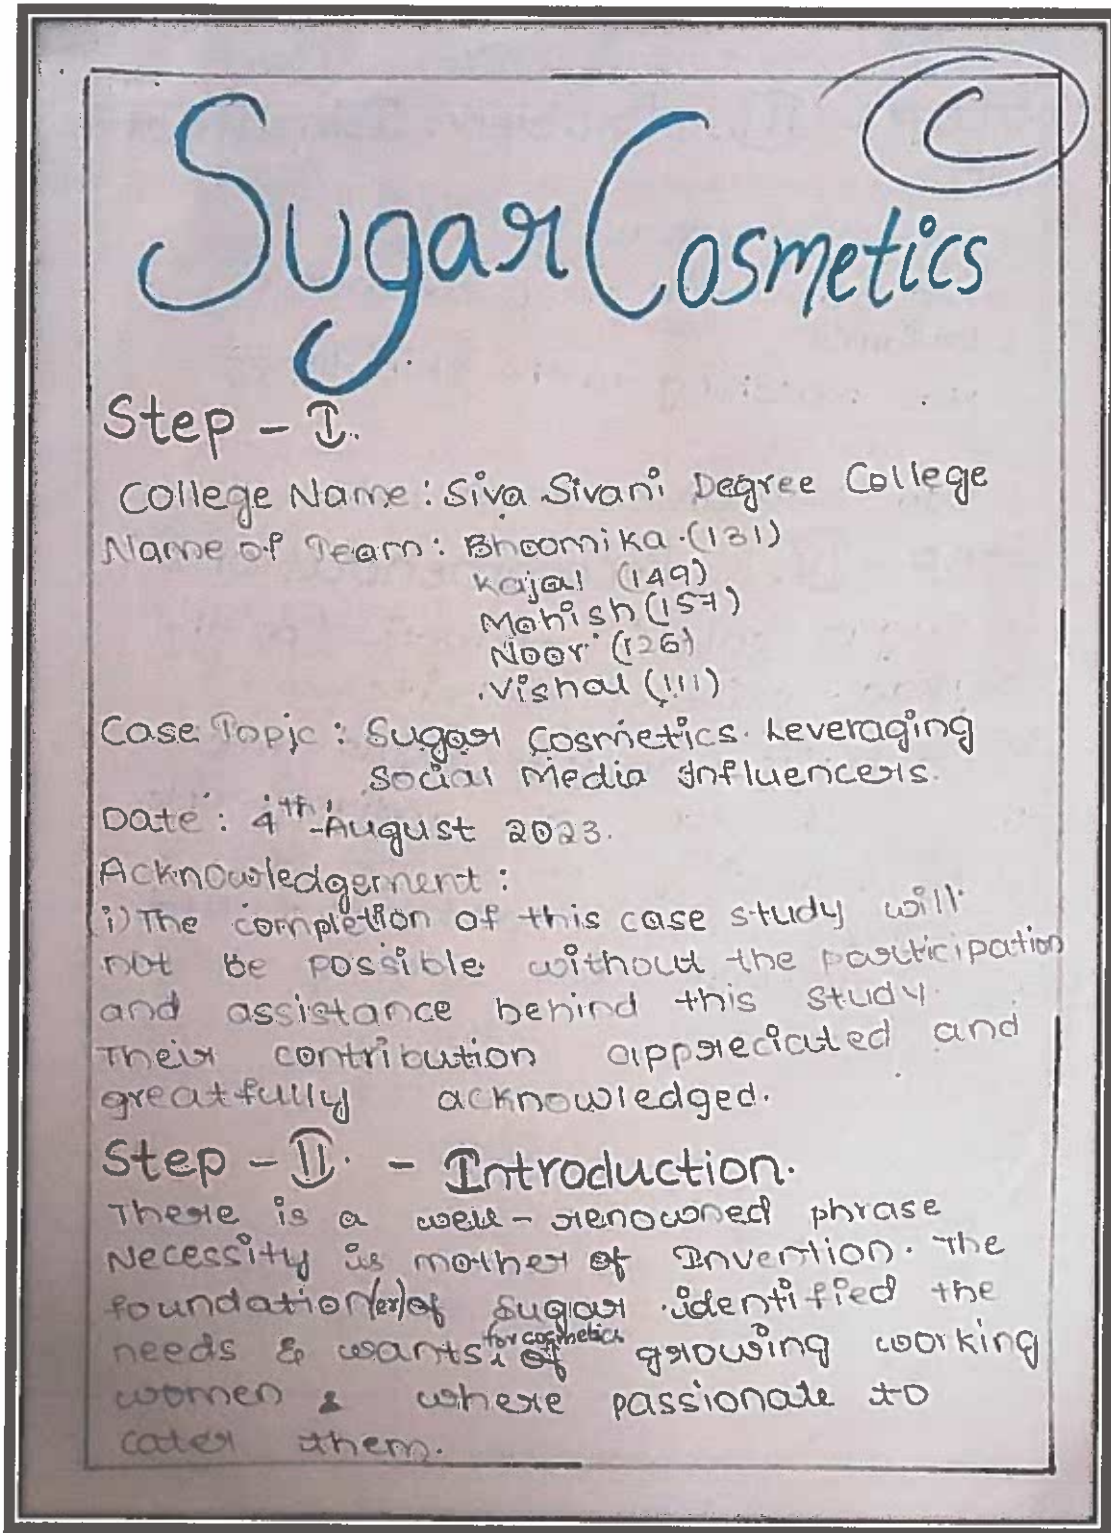 C
Sugar Cosmetics
Step - I.
College Name : Siva Sivani Degree College
Name of Team : Bhoomika (131)
Kajal (149)
Mohish (157)
Noor (126)
Vishal (111)
Case Topic : Sugar Cosmetics Leveraging
Social Media Influencers.
Date : 4th August 2023.
Acknowledgement :
i) The completion of this case study will
not be possible without the participation
and assistance behind this study.
Their contribution appreciated and
greatfully acknowledged.
Step - II. - Introduction.
There is a well - renowned phrase
Necessity is mother of Invention. The
foundation/(er)of Sugar identified the
needs & wants for cosmetics of growing working
women & where passionate to
cater them.